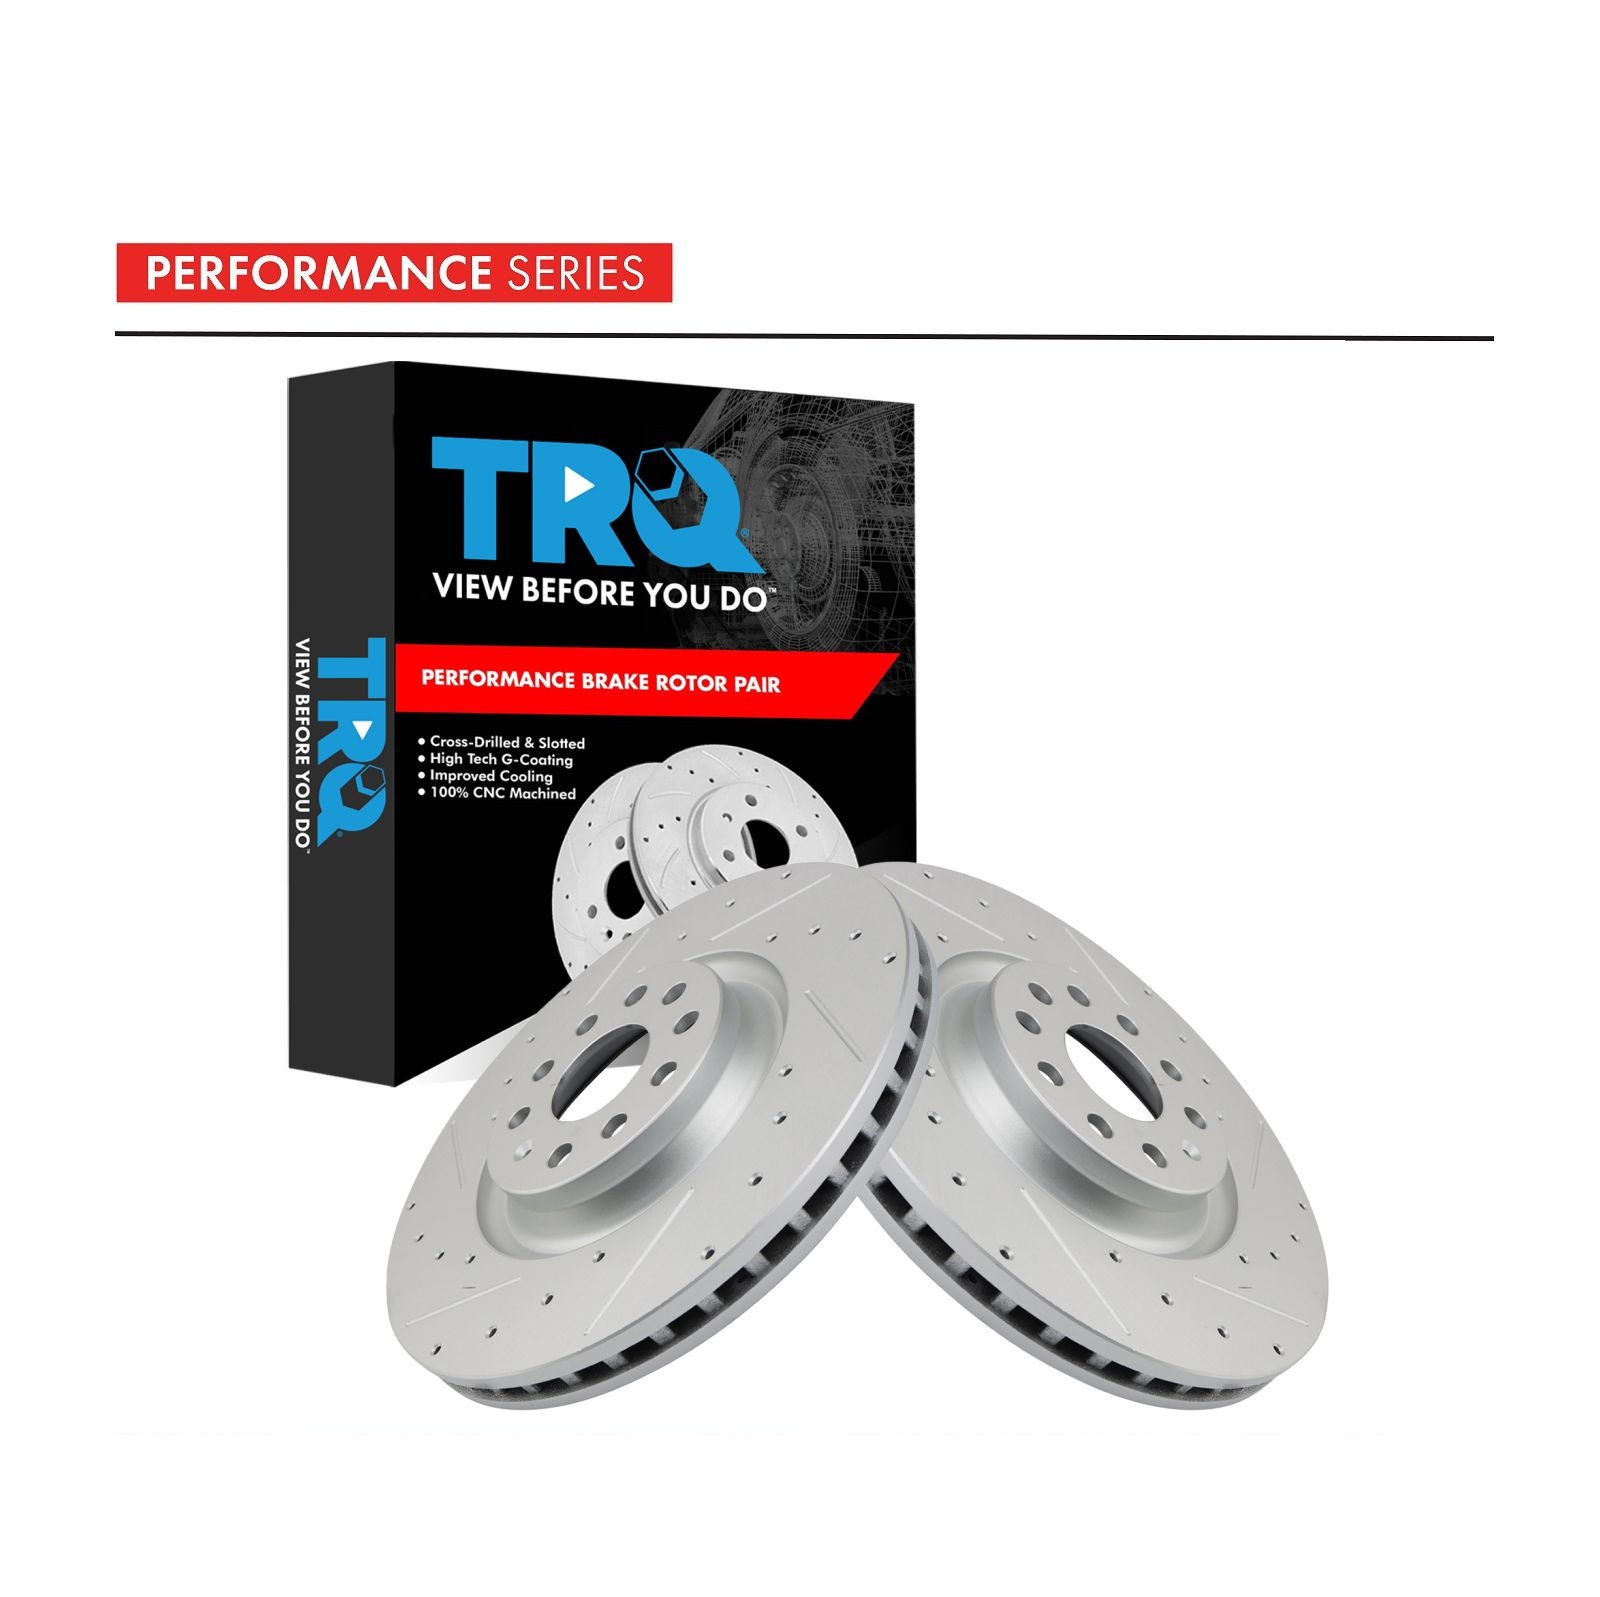 PERFORMANCE SERIES
TRQ®
VIEW BEFORE YOU DO™
PERFORMANCE BRAKE ROTOR PAIR
• Cross-Drilled & Slotted
• High Tech G-Coating
• Improved Cooling
• 100% CNC Machined
TRQ®
VIEW BEFORE YOU DO™